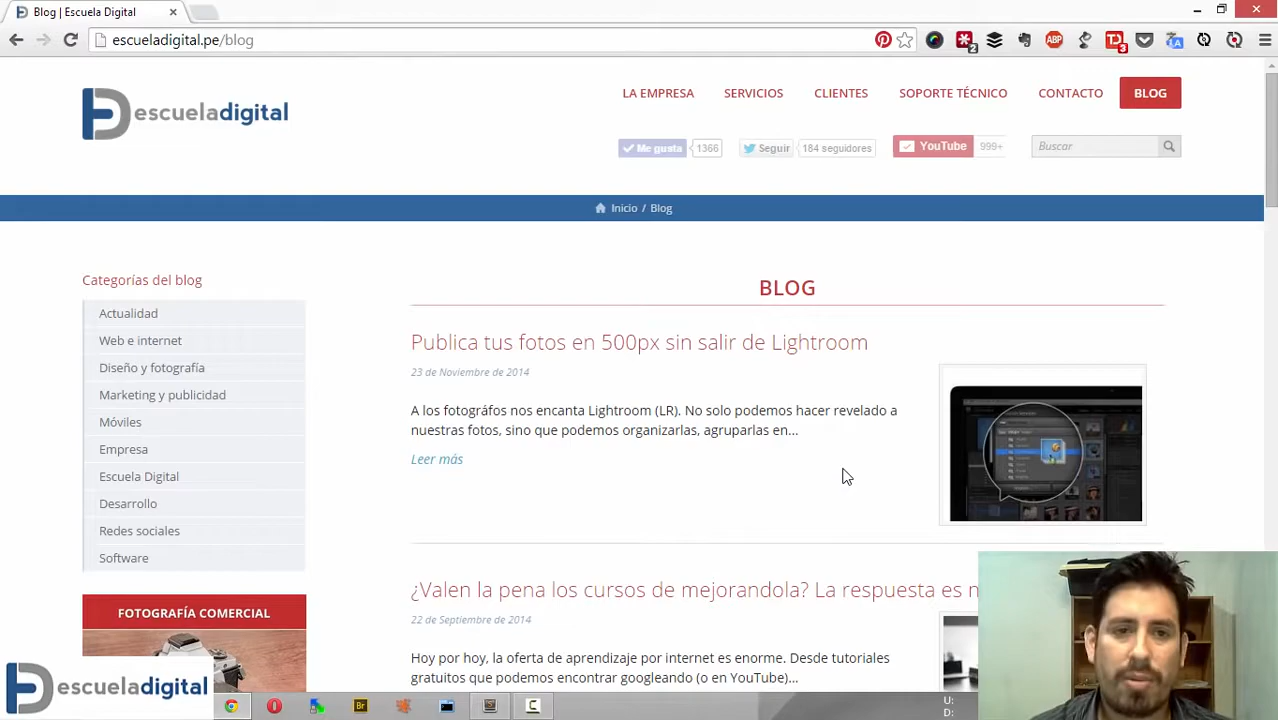 Blog | Escuela Digital
escueladigital.pe/blog
2
3
escueladigital
LA EMPRESA SERVICIOS CLIENTES SOPORTE TÉCNICO CONTACTO BLOG
Me gusta 1366 Seguir 184 seguidores YouTube 999+ Buscar
Inicio / Blog
Categorías del blog
Actualidad
Web e internet
Diseño y fotografía
Marketing y publicidad
Móviles
Empresa
Escuela Digital
Desarrollo
Redes sociales
Software
FOTOGRAFÍA COMERCIAL
BLOG
Publica tus fotos en 500px sin salir de Lightroom
23 de Noviembre de 2014
A los fotográfos nos encanta Lightroom (LR). No solo podemos hacer revelado a
nuestras fotos, sino que podemos organizarlas, agruparlas en...
Leer más
¿Valen la pena los cursos de mejorandola? La respuesta es
22 de Septiembre de 2014
Hoy por hoy, la oferta de aprendizaje por internet es enorme. Desde tutoriales
gratuitos que podemos encontrar googleando (o en YouTube)...
escueladigital
Br
U:
D: